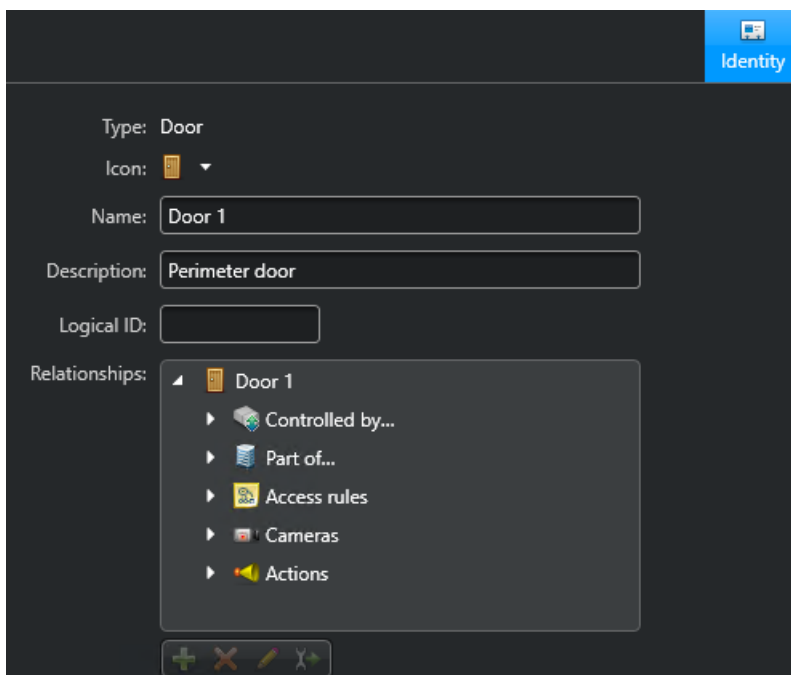 Identity
Type: Door
Icon:
Name: Door 1
Description: Perimeter door
Logical ID:
Relationships:
Door 1
Controlled by...
Part of...
Access rules
Cameras
Actions